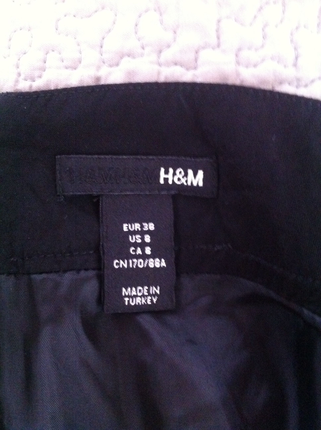 H&M
EUR 38
US 8
CA 8
CN 170/88A
MADE IN
TURKEY